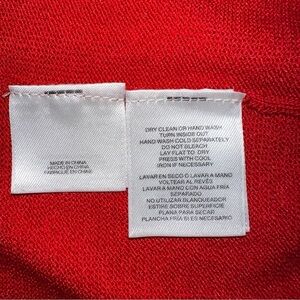 MADE IN CHINA
HECHO EN CHINA
FABRIQUÉ EN CHINE
DRY CLEAN OR HAND WASH
TURN INSIDE OUT
HAND WASH COLD SEPARATELY
DO NOT BLEACH
LAY FLAT TO DRY
PRESS WITH COOL
IRON IF NECESSARY
LAVAR EN SECO O LAVAR A MANO
VOLTEAR AL REVÉS
LAVAR A MANO CON AGUA FRÍA
SEPARADO
NO UTILIZAR BLANQUEADOR
ESTIRE SOBRE SUPERFICIE
PLANA PARA SECAR
PLANCHA FRIA SI ES NECESARIO